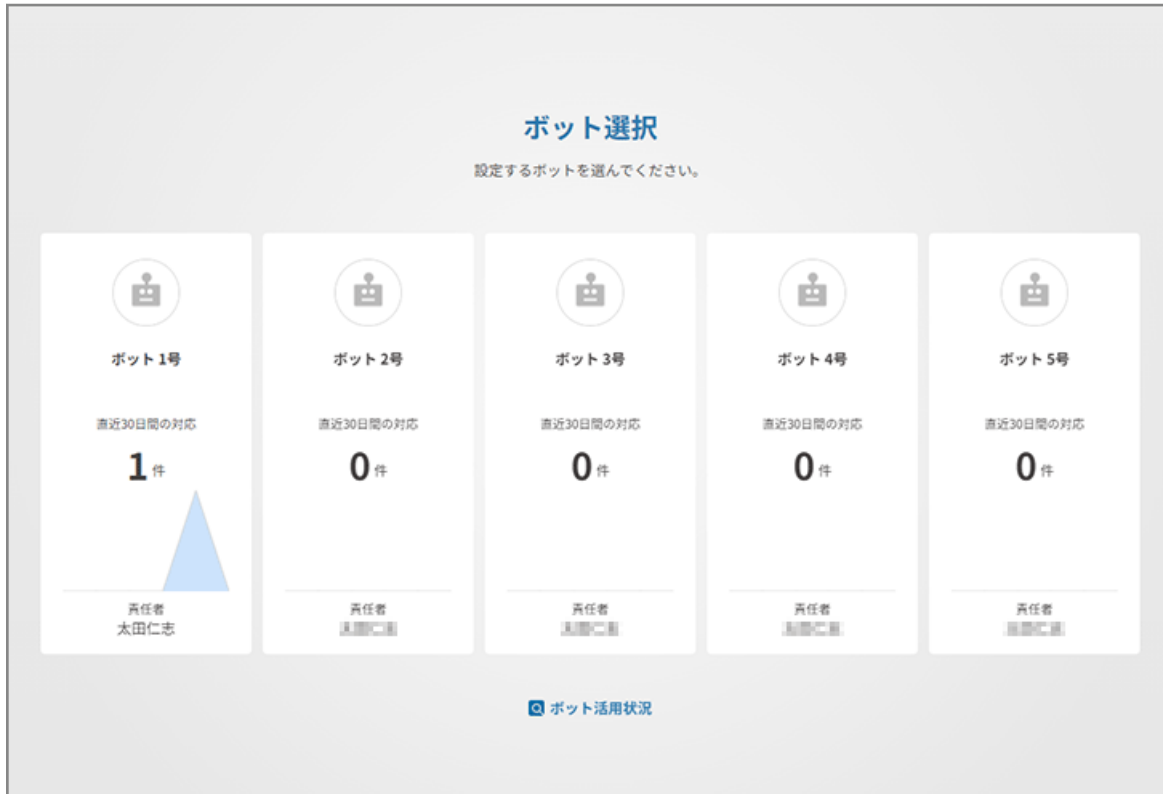 ボット選択
設定するボットを選んでください。
ボット 1号
直近30日間の対応
1 件
責任者
太田仁志
ボット 2号
直近30日間の対応
0 件
責任者
ボット 3号
直近30日間の対応
0 件
責任者
ボット 4号
直近30日間の対応
0 件
責任者
ボット 5号
直近30日間の対応
0 件
責任者
ボット活用状況